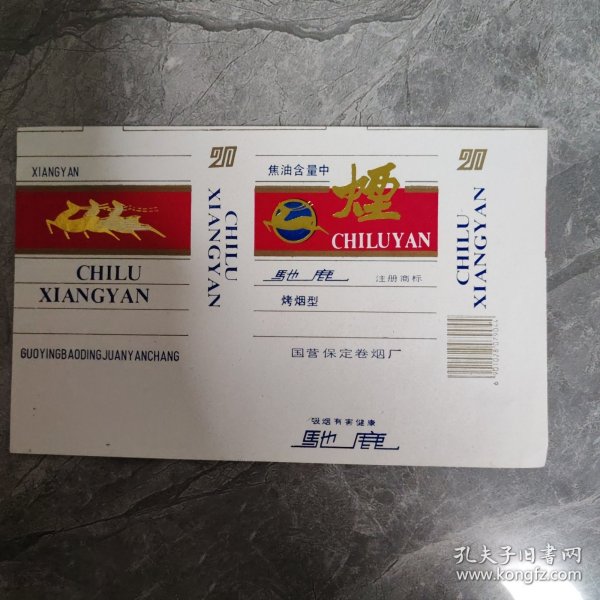 XIANGYAN
CHILU
XIANGYAN
GUOYINGBAODINGJUANYANCHANG
20
CHILU
XIANGYAN
焦油含量中
煙
CHILUYAN
馳鹿
注册商标
烤烟型
国营保定卷烟厂
吸烟有害健康
馳鹿
20
CHILU
XIANGYAN
6901028079044
孔夫子旧书网
www.kongfz.com